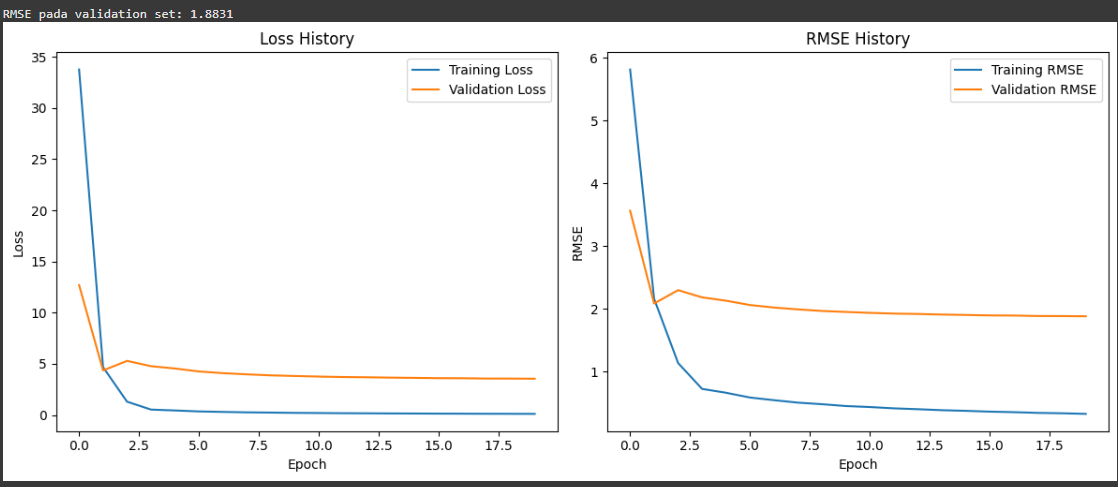 RMSE pada validation set: 1.8831
Loss History
35
30
25
20
15
10
5
0
Loss
0.0 2.5 5.0 7.5 10.0 12.5 15.0 17.5
Epoch
Training Loss
Validation Loss
RMSE History
6
5
4
3
2
1
RMSE
0.0 2.5 5.0 7.5 10.0 12.5 15.0 17.5
Epoch
Training RMSE
Validation RMSE